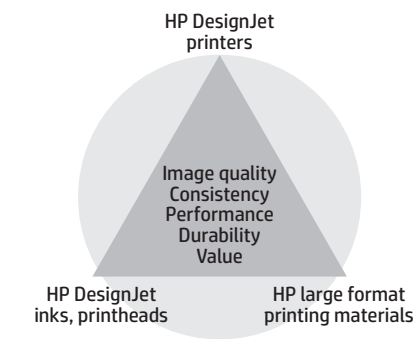 HP DesignJet
printers
Image quality
Consistency
Performance
Durability
Value
HP DesignJet
inks, printheads
HP large format
printing materials